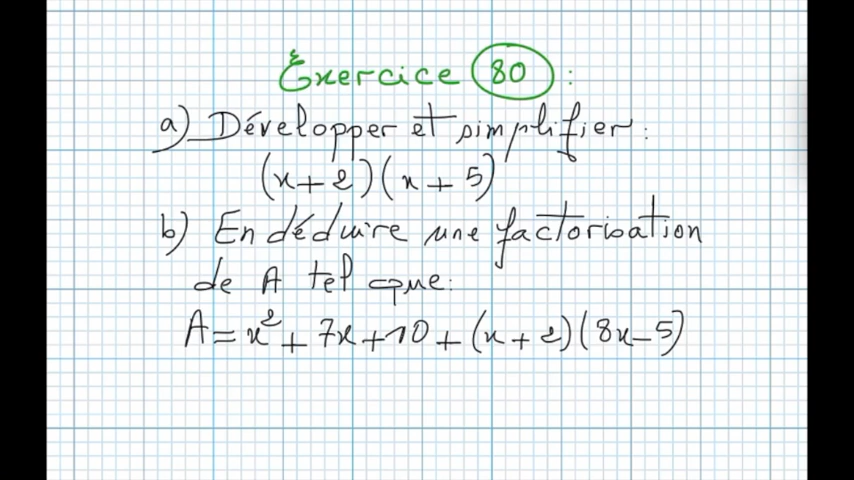 Exercice 80 :
a) Développer et simplifier :
(x+2)(x+5)
b) En déduire une factorisation
de A tel que :
A = x² + 7x + 10 + (x+2)(8x-5)